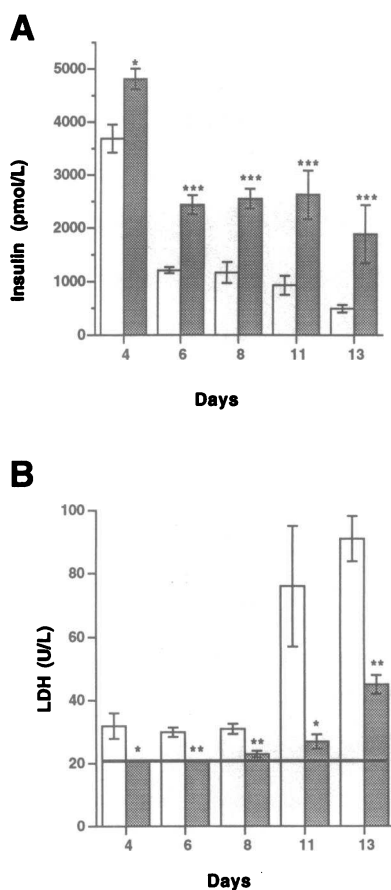 A
Insulin (pmol/L)
5000
4000
3000
2000
1000
0
*
***
***
***
***
4 6 8 11 13
Days
B
LDH (U/L)
100
80
60
40
20
0
*
**
**
*
**
4 6 8 11 13
Days